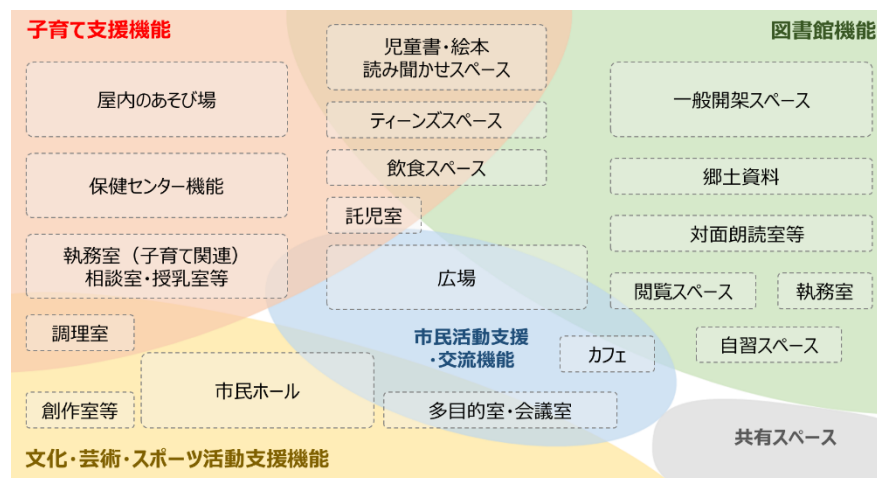 子育て支援機能
図書館機能
児童書・絵本
読み聞かせスペース
屋内のあそび場
一般開架スペース
ティーンズスペース
飲食スペース
保健センター機能
郷土資料
託児室
対面朗読室等
執務室（子育て関連）
相談室・授乳室等
広場
閲覧スペース
執務室
調理室
市民活動支援
・交流機能
カフェ
自習スペース
市民ホール
創作室等
多目的室・会議室
共有スペース
文化・芸術・スポーツ活動支援機能